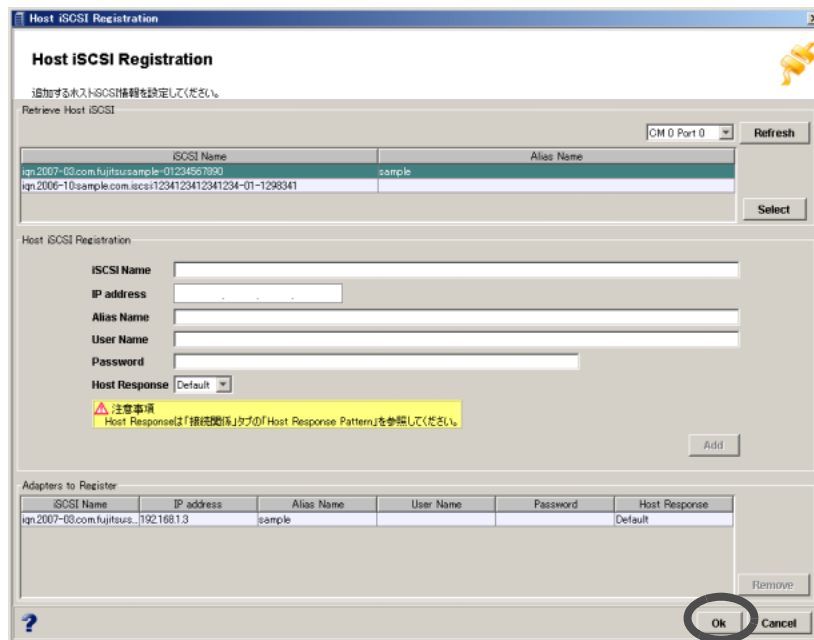 Host iSCSI Registration
Host iSCSI Registration
追加するホストiSCSI情報を設定してください。
Retrieve Host iSCSI
CM 0 Port 0
Refresh
iSCSI Name Alias Name
iqn.2007-03.com.fujitsu:sample-01234567890 sample
iqn.2006-10:sample.com.iscsi:1234123412341234-01-1298341
Select
Host iSCSI Registration
iSCSI Name
IP address . . .
Alias Name
User Name
Password
Host Response Default
注意事項
Host Responseは「接続関係」タブの「Host Response Pattern」を参照してください。
Add
Adapters to Register
iSCSI Name IP address Alias Name User Name Password Host Response
iqn.2007-03.com.fujitsu:s... 192.168.1.3 sample Default
Remove
? Ok Cancel